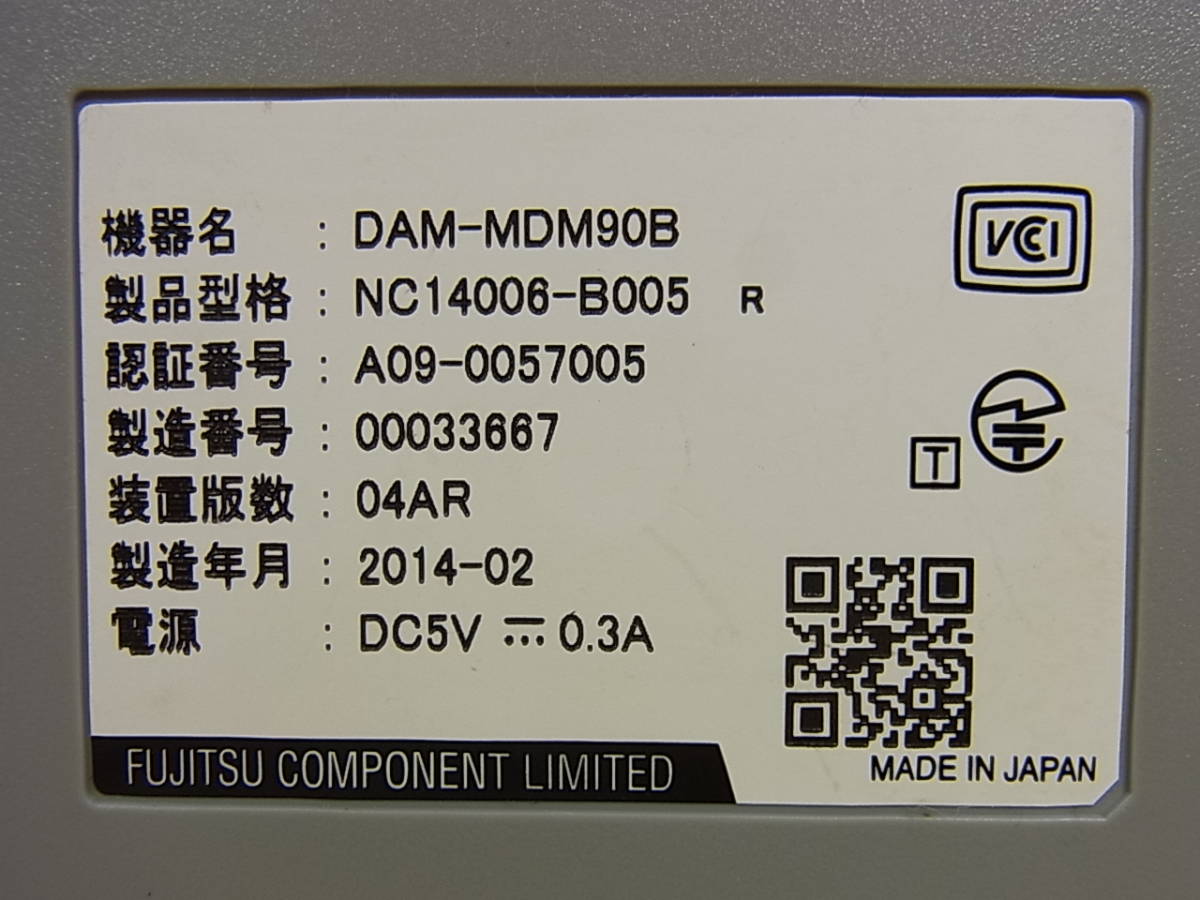 機器名 : DAM-MDM90B
製品型格 : NC14006-B005 R
認証番号 : A09-0057005
製造番号 : 00033667
装置版数 : 04AR
製造年月 : 2014-02
電源 : DC5V ⎓ 0.3A
VCCI
T
FUJITSU COMPONENT LIMITED
MADE IN JAPAN